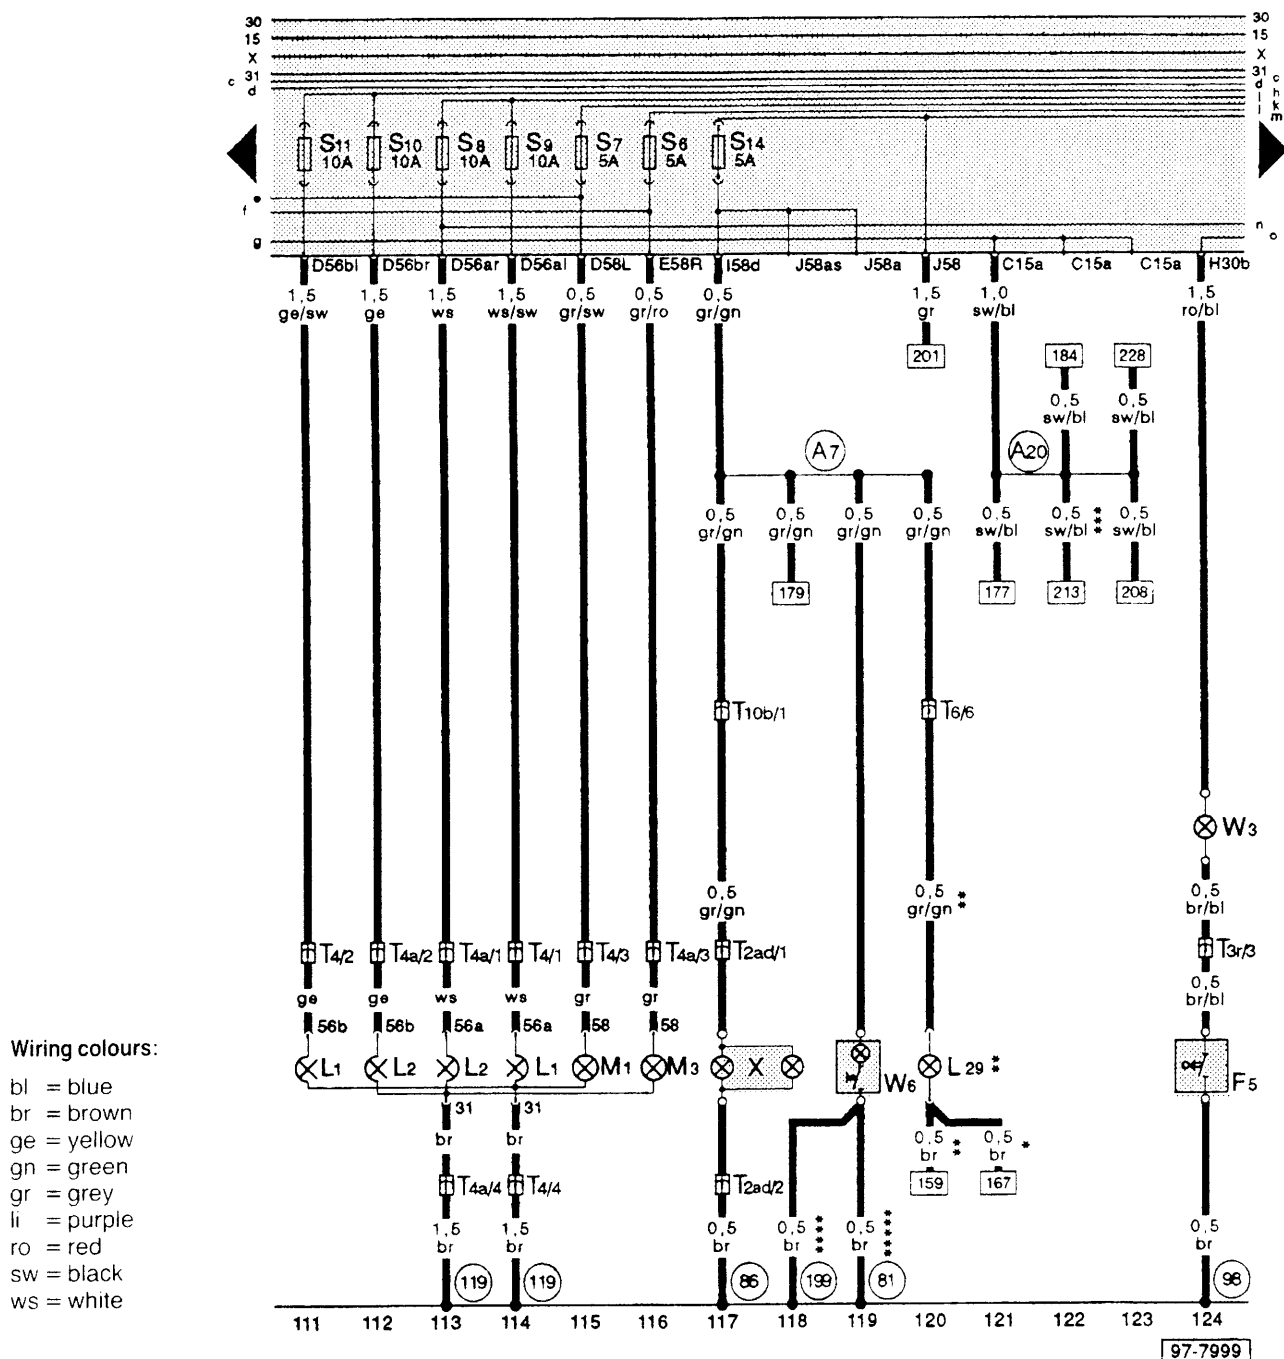 30 30
15 15
X X
31 31
c d c
d l h
l k
l m
S11 S10 S8 S9 S7 S6 S14
10A 10A 10A 10A 5A 5A 5A
e
f
g
n
o
D56bl D56br D56ar D56al D58L E58R I58d J58as J58a J58 C15a C15a C15a H30b
1,5 1,5 1,5 1,5 0,5 0,5 0,5 1,5 1,0 1,5
ge/sw ge ws ws/sw gr/sw gr/ro gr/gn gr sw/bl ro/bl
201 184 228
0,5 0,5
sw/bl sw/bl
A7 A20
0,5 0,5 0,5 0,5 0,5 0,5 0,5
gr/gn gr/gn gr/gn gr/gn sw/bl sw/bl *** sw/bl
179 177 213 208
T10b/1 T6/6
W3
0,5 0,5 0,5
gr/gn gr/gn ** br/bl
T4/2 T4a/2 T4a/1 T4/1 T4/3 T4a/3 T2ad/1 T3r/3
0,5
ge ge ws ws gr gr br/bl
56b 56b 56a 56a 58 58
L1 L2 L2 L1 M1 M3 X W6 L29 ** F5
31 31
br br
0,5 ** 0,5 *
br br
159 167
T4a/4 T4/4 T2ad/2
1,5 1,5 0,5 0,5 **** 0,5 ***** 0,5
br br br br br br
119 119 86 199 81 98
111 112 113 114 115 116 117 118 119 120 121 122 123 124
97-7999
Wiring colours:
bl = blue
br = brown
ge = yellow
gn = green
gr = grey
li = purple
ro = red
sw = black
ws = white